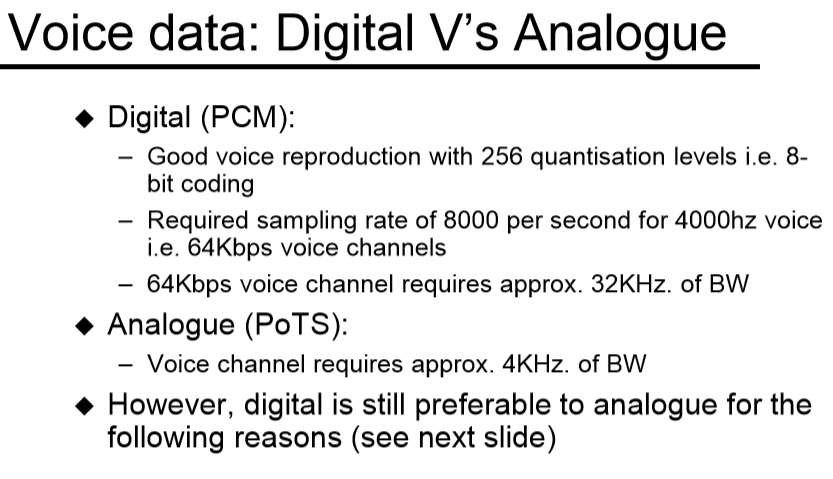 Voice data: Digital V's Analogue
◆ Digital (PCM):
– Good voice reproduction with 256 quantisation levels i.e. 8-
bit coding
– Required sampling rate of 8000 per second for 4000hz voice
i.e. 64Kbps voice channels
– 64Kbps voice channel requires approx. 32KHz. of BW
◆ Analogue (PoTS):
– Voice channel requires approx. 4KHz. of BW
◆ However, digital is still preferable to analogue for the
following reasons (see next slide)